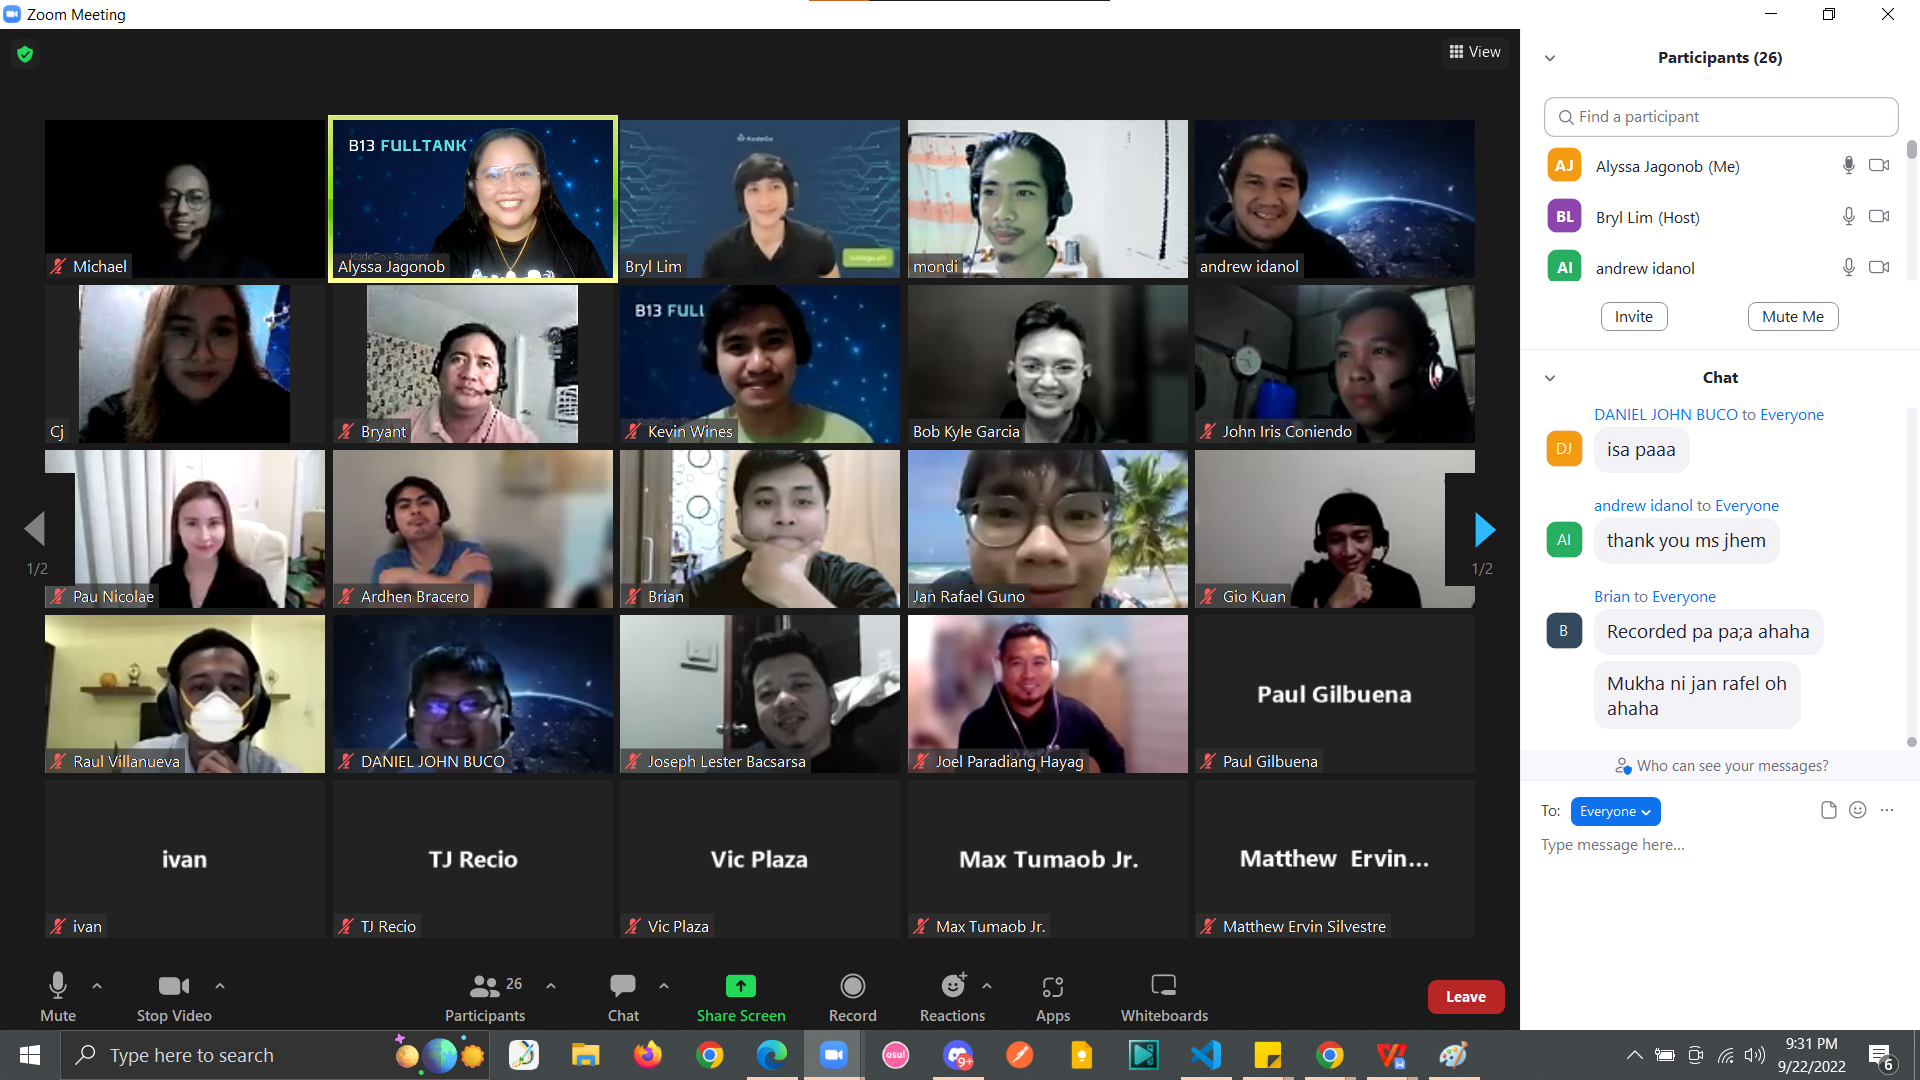 Zoom Meeting
View
Michael
B13 FULLTANK
KodeGo - Student
Alyssa Jagonob
KodeGo
kodego.ph
Bryl Lim
mondi
andrew idanol
Cj
Bryant
B13 FULL
Kevin Wines
Bob Kyle Garcia
John Iris Coniendo
1/2
Pau Nicolae
Ardhen Bracero
Brian
Jan Rafael Guno
Gio Kuan
1/2
Raul Villanueva
DANIEL JOHN BUCO
Joseph Lester Bacsarsa
Joel Paradiang Hayag
Paul Gilbuena
Paul Gilbuena
ivan
ivan
TJ Recio
TJ Recio
Vic Plaza
Vic Plaza
Max Tumaob Jr.
Max Tumaob Jr.
Matthew Ervin...
Matthew Ervin Silvestre
Mute
Stop Video
26
Participants
Chat
Share Screen
Record
Reactions
Apps
Whiteboards
Leave
Participants (26)
Find a participant
AJ Alyssa Jagonob (Me)
BL Bryl Lim (Host)
AI andrew idanol
Invite
Mute Me
Chat
DANIEL JOHN BUCO to Everyone
DJ isa paaa
andrew idanol to Everyone
AI thank you ms jhem
Brian to Everyone
B Recorded pa pa;a ahaha
Mukha ni jan rafel oh
ahaha
Who can see your messages?
To: Everyone
Type message here...
Type here to search
osu!
9+
9:31 PM
9/22/2022
6